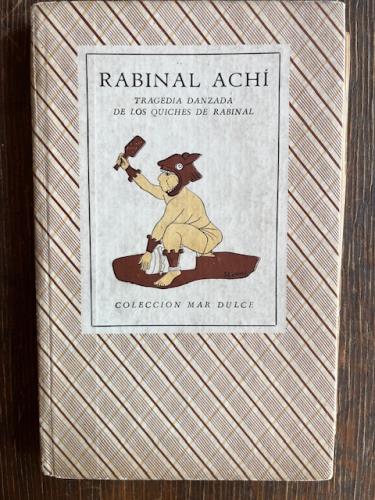 RABINAL ACHÍ
TRAGEDIA DANZADA
DE LOS QUICHES DE RABINAL
COLECCION MAR DULCE